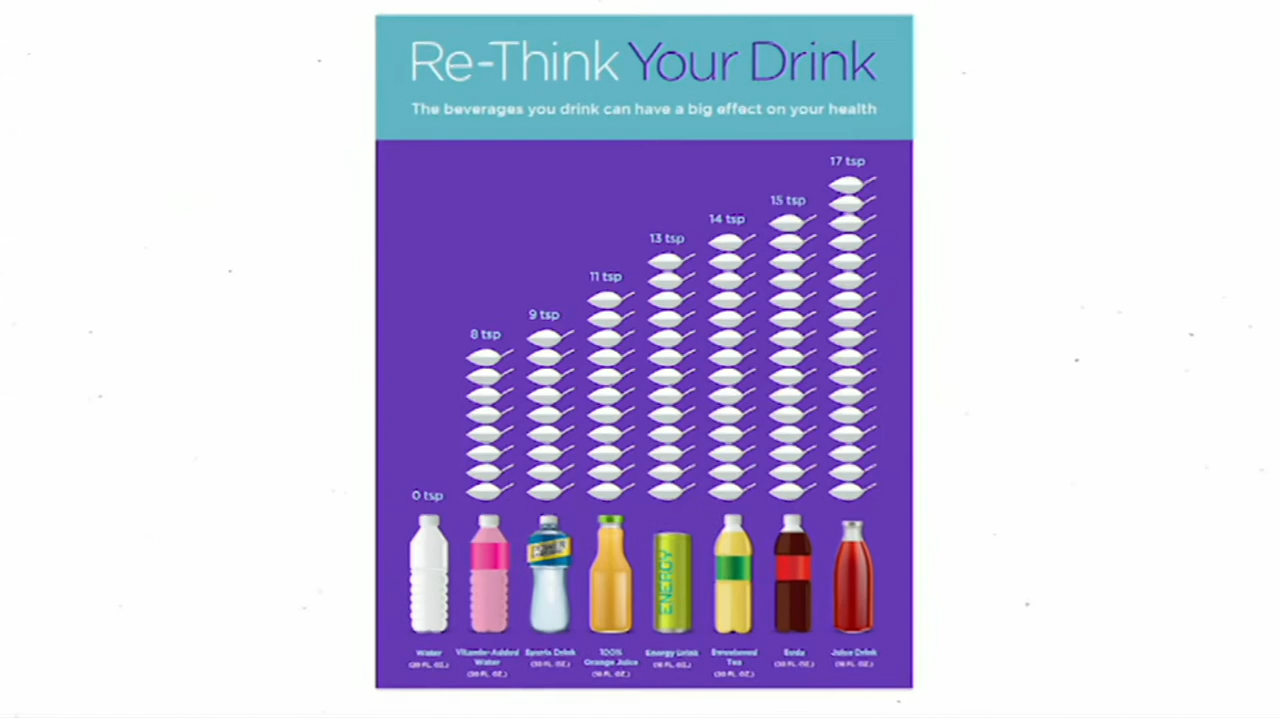 Re-Think Your Drink
The beverages you drink can have a big effect on your health
17 tsp
15 tsp
14 tsp
13 tsp
11 tsp
9 tsp
8 tsp
0 tsp
ENERGY
Water
Vitamin-Added
Water
Sports Drink
100%
Orange Juice
Energy Drink
Sweetened
Tea
Soda
Juice Drink